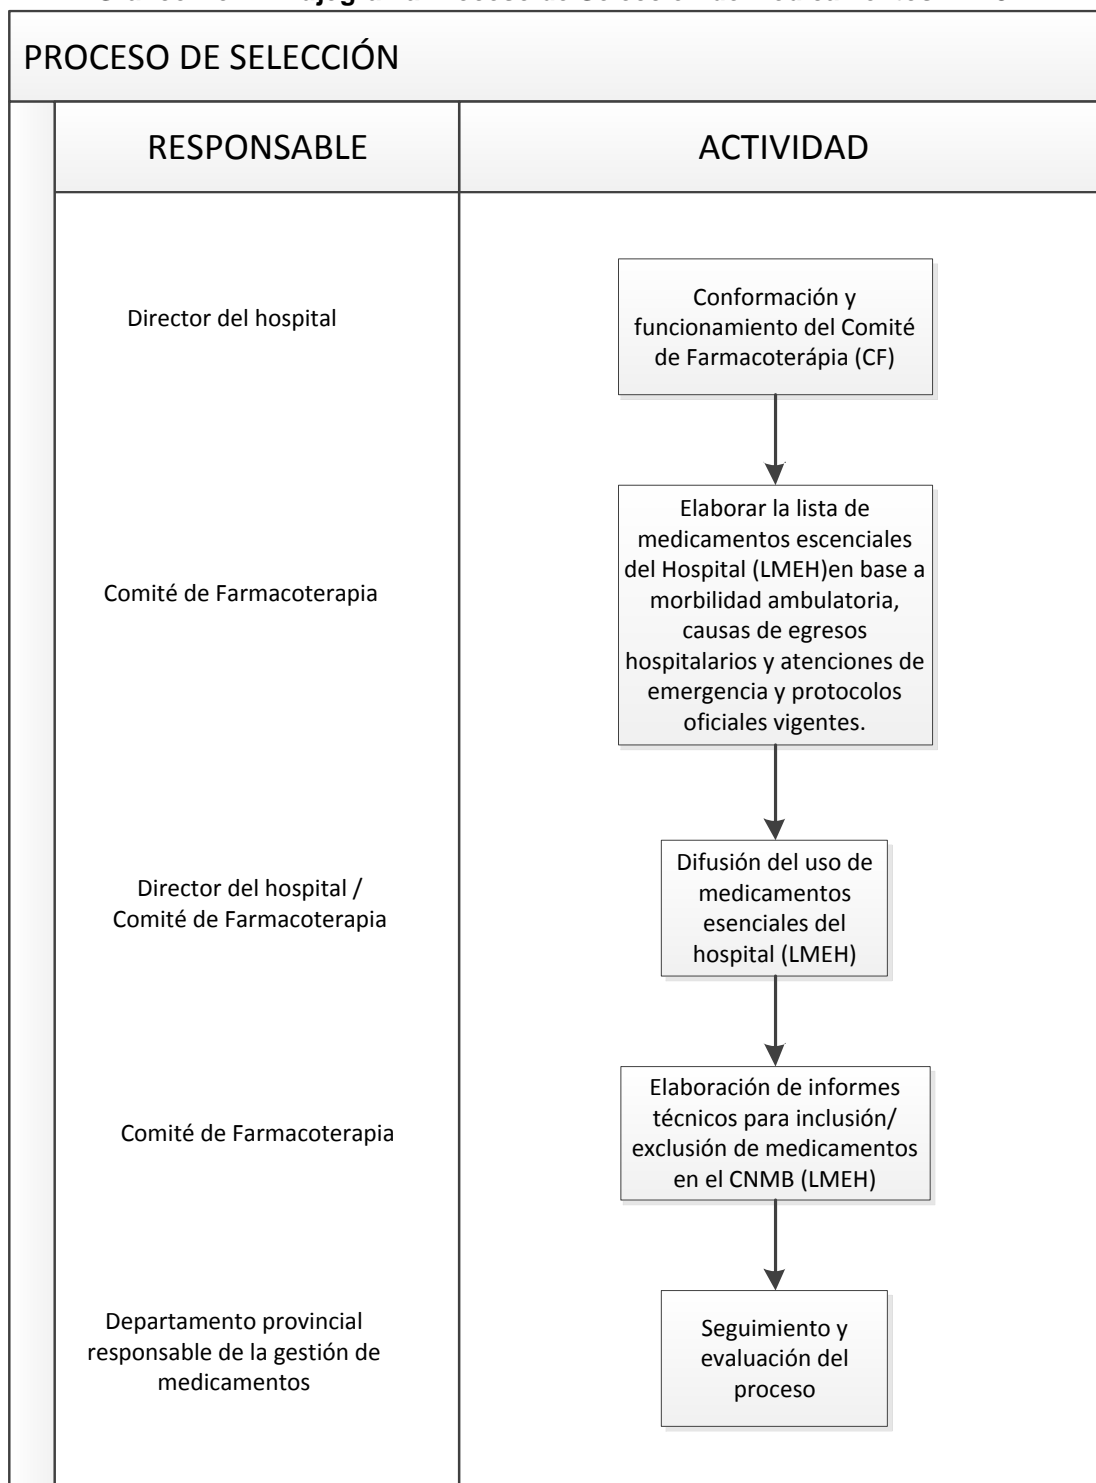 PROCESO DE SELECCIÓN
RESPONSABLE
ACTIVIDAD
Director del hospital
Conformación y
funcionamiento del Comité
de Farmacoterápia (CF)
Comité de Farmacoterapia
Elaborar la lista de
medicamentos escenciales
del Hospital (LMEH)en base a
morbilidad ambulatoria,
causas de egresos
hospitalarios y atenciones de
emergencia y protocolos
oficiales vigentes.
Director del hospital /
Comité de Farmacoterapia
Difusión del uso de
medicamentos
esenciales del
hospital (LMEH)
Comité de Farmacoterapia
Elaboración de informes
técnicos para inclusión/
exclusión de medicamentos
en el CNMB (LMEH)
Departamento provincial
responsable de la gestión de
medicamentos
Seguimiento y
evaluación del
proceso